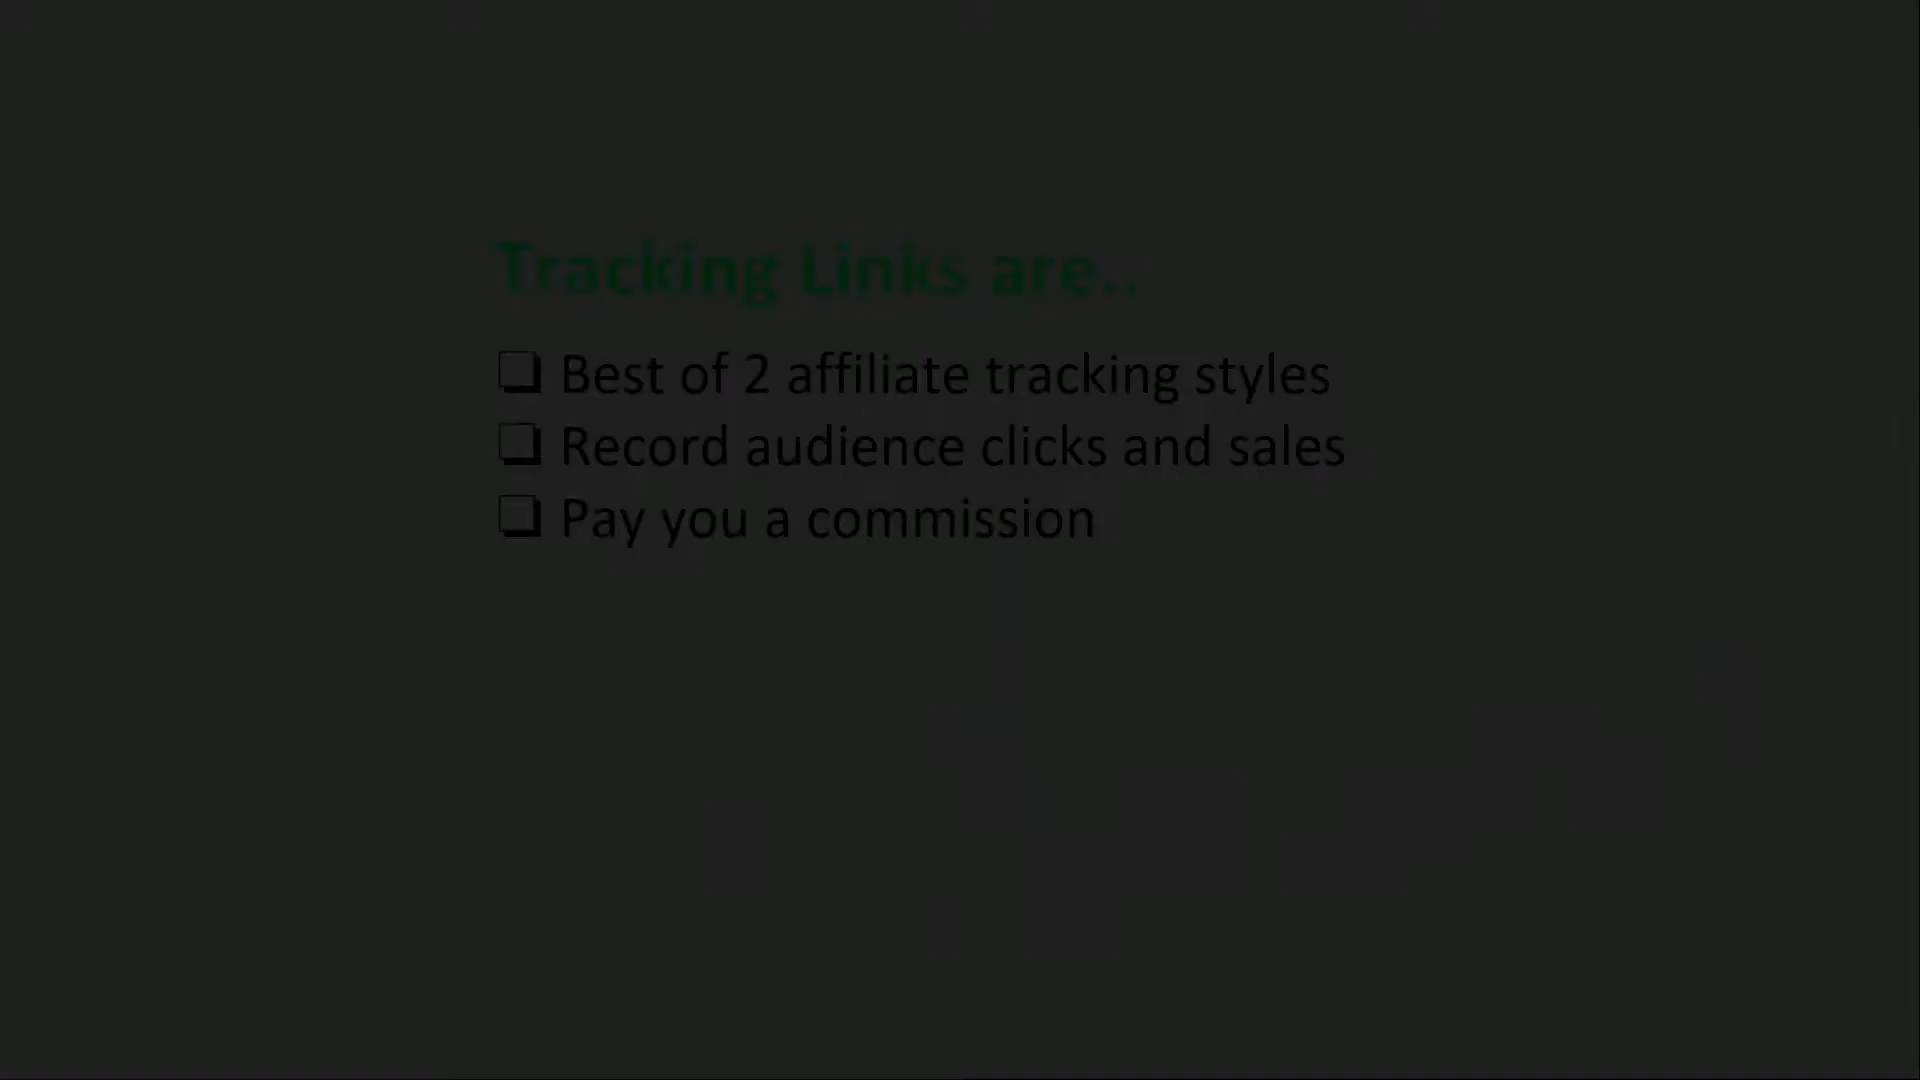 Tracking Links are..
❏ Best of 2 affiliate tracking styles
❏ Record audience clicks and sales
❏ Pay you a commission